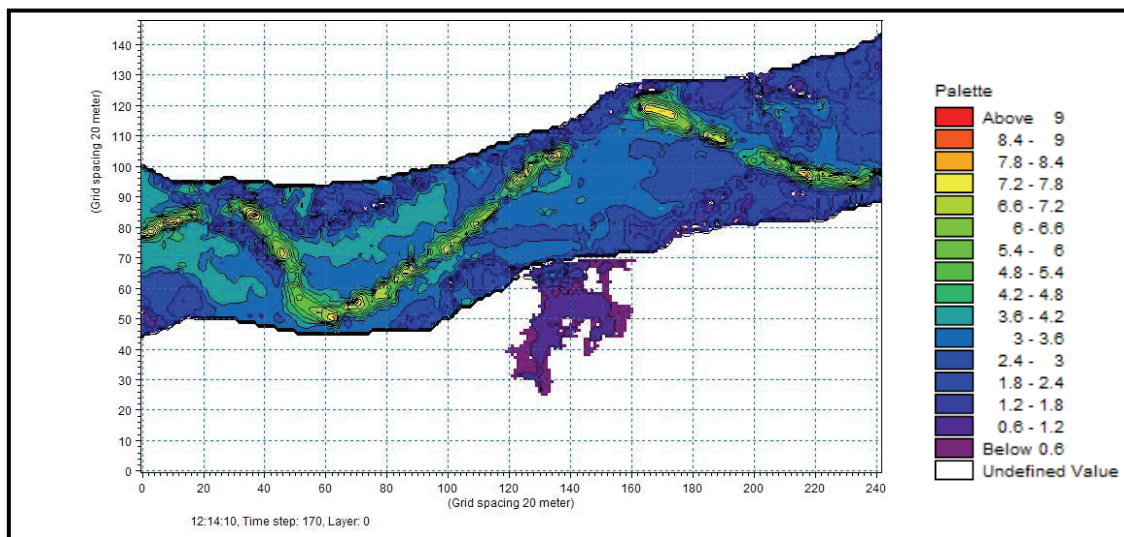 140
130
120
110
100
90
80
70
60
50
40
30
20
10
0
(Grid spacing 20 meter)
0 20 40 60 80 100 120 140 160 180 200 220 240
(Grid spacing 20 meter)
12:14:10, Time step: 170, Layer: 0
Palette
Above 9
8.4 - 9
7.8 - 8.4
7.2 - 7.8
6.6 - 7.2
6 - 6.6
5.4 - 6
4.8 - 5.4
4.2 - 4.8
3.6 - 4.2
3 - 3.6
2.4 - 3
1.8 - 2.4
1.2 - 1.8
0.6 - 1.2
Below 0.6
Undefined Value